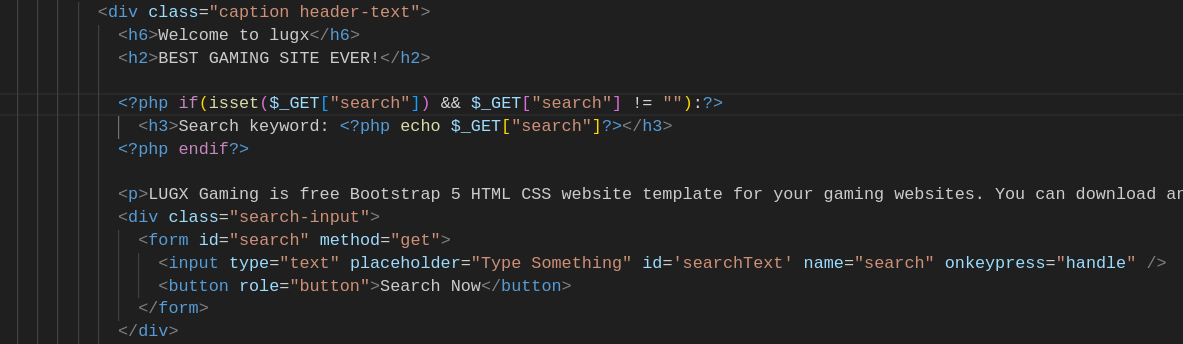 <div class="caption header-text">
<h6>Welcome to lugx</h6>
<h2>BEST GAMING SITE EVER!</h2>
<?php if(isset($_GET["search"]) && $_GET["search"] != ""):?>
<h3>Search keyword: <?php echo $_GET["search"]?></h3>
<?php endif?>
<p>LUGX Gaming is free Bootstrap 5 HTML CSS website template for your gaming websites. You can download
<div class="search-input">
<form id="search" method="get">
<input type="text" placeholder="Type Something" id='searchText' name="search" onkeypress="handle" />
<button role="button">Search Now</button>
</form>
</div>